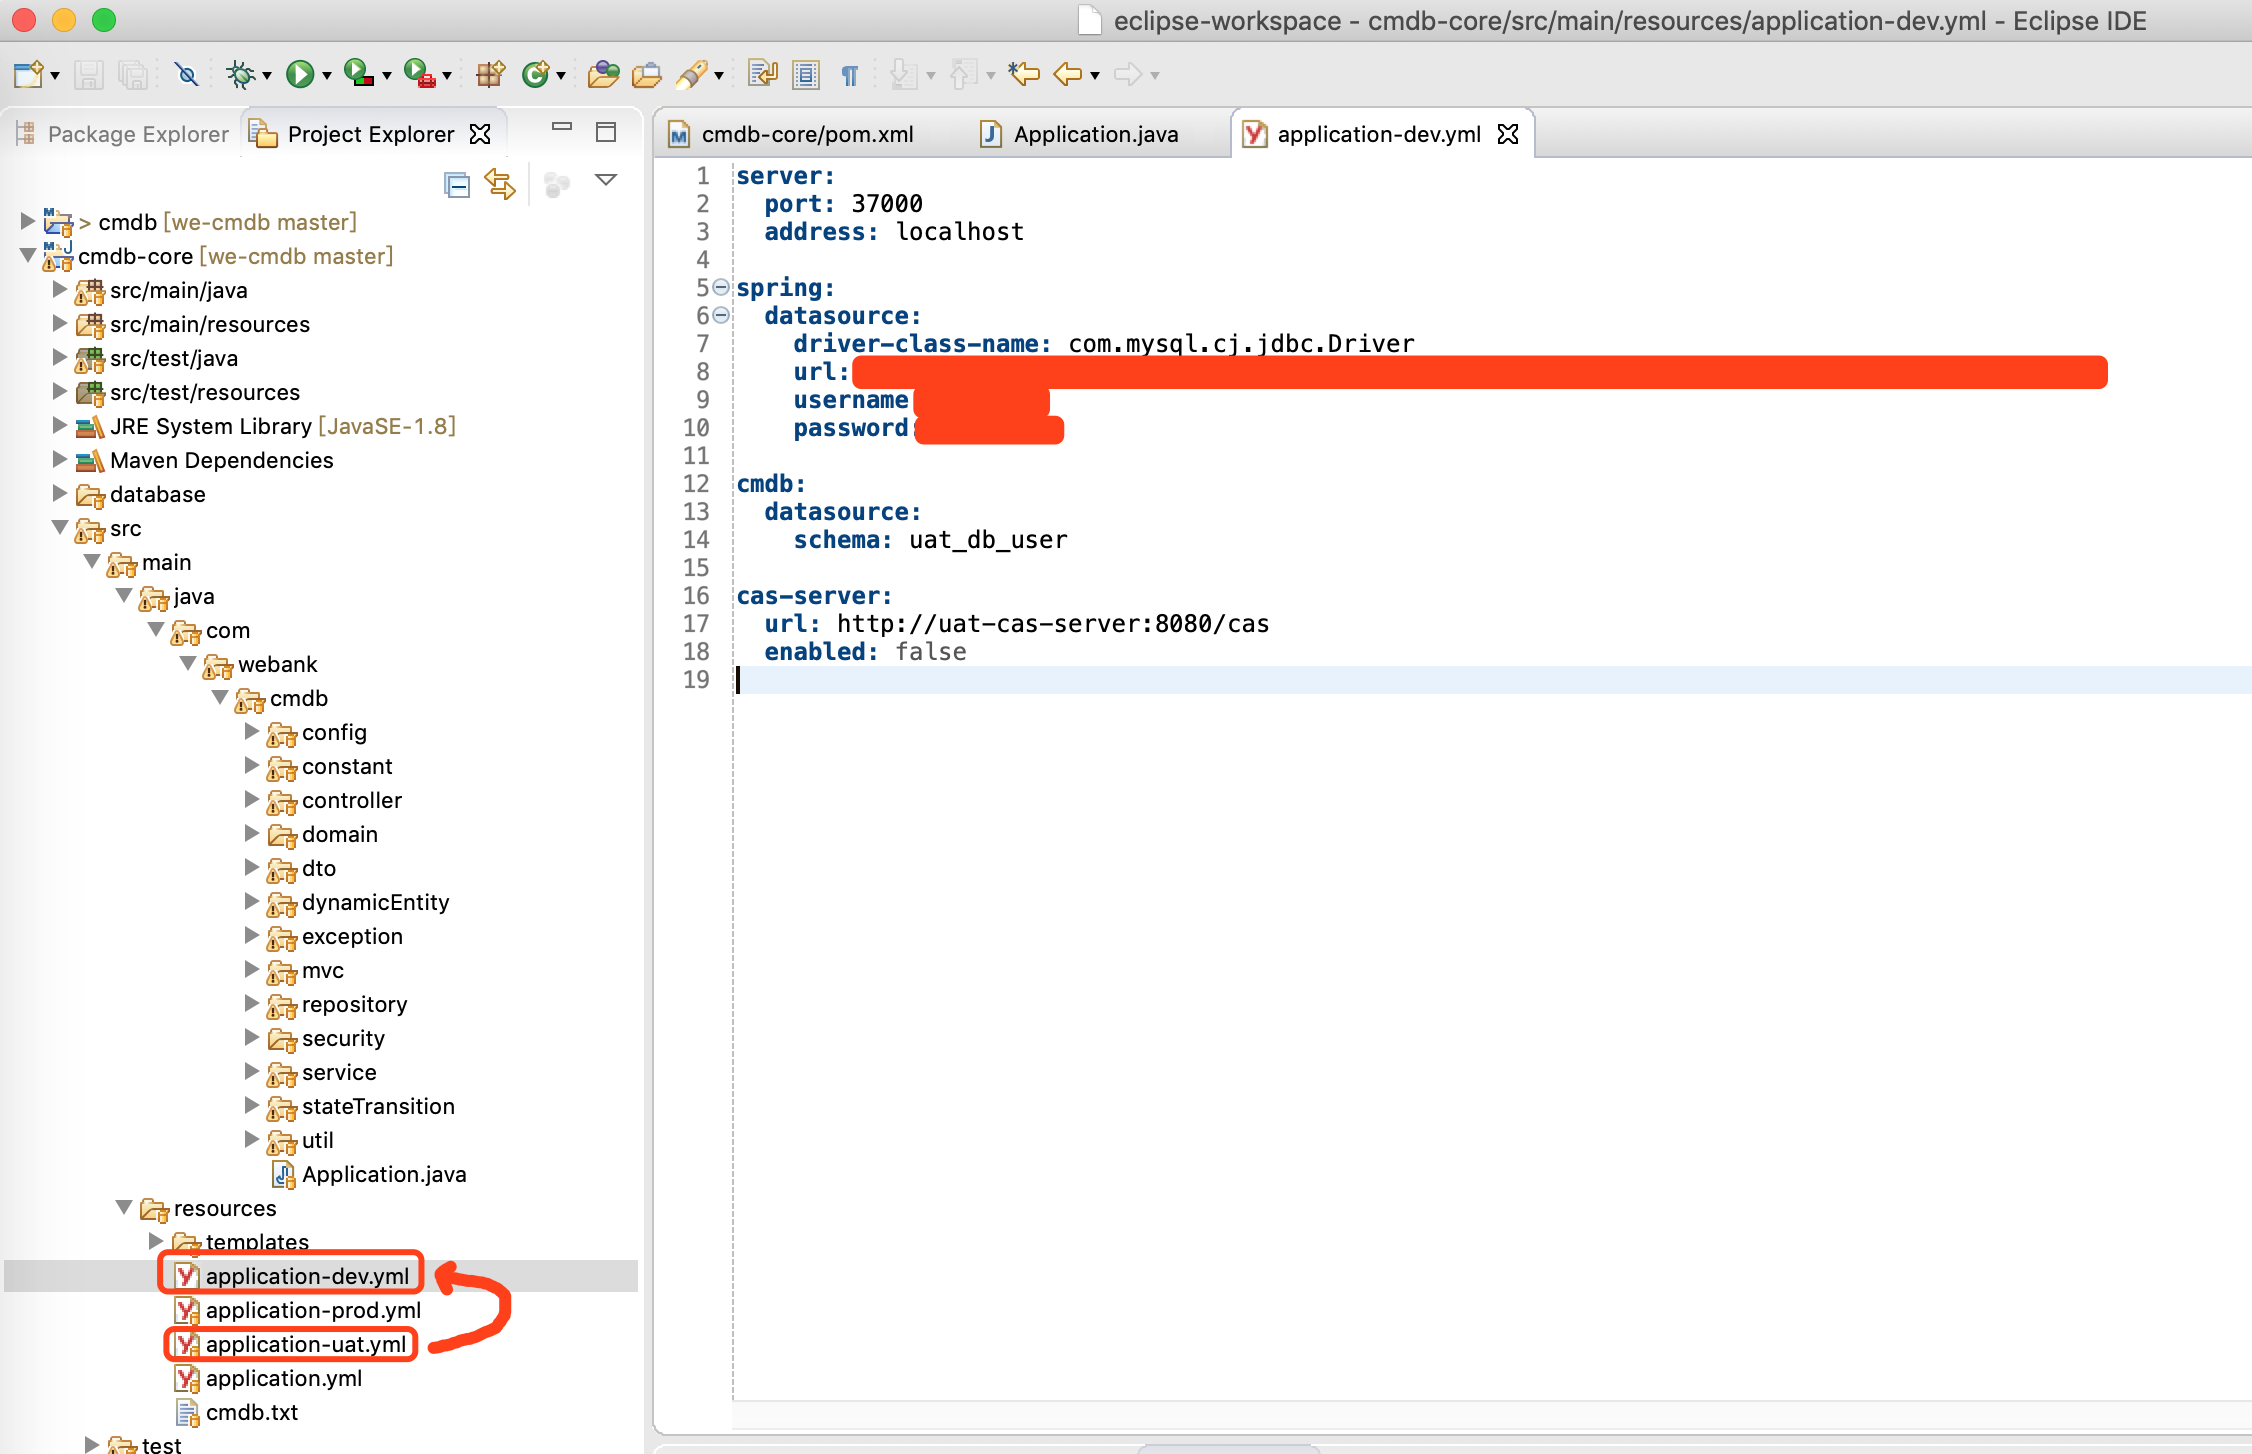 eclipse-workspace - cmdb-core/src/main/resources/application-dev.yml - Eclipse IDE
Package Explorer
Project Explorer
> cmdb [we-cmdb master]
cmdb-core [we-cmdb master]
src/main/java
src/main/resources
src/test/java
src/test/resources
JRE System Library [JavaSE-1.8]
Maven Dependencies
database
src
main
java
com
webank
cmdb
config
constant
controller
domain
dto
dynamicEntity
exception
mvc
repository
security
service
stateTransition
util
Application.java
resources
templates
application-dev.yml
application-prod.yml
application-uat.yml
application.yml
cmdb.txt
test
cmdb-core/pom.xml
Application.java
application-dev.yml
1 server:
2 port: 37000
3 address: localhost
4
5 spring:
6 datasource:
7 driver-class-name: com.mysql.cj.jdbc.Driver
8 url:
9 username
10 password
11
12 cmdb:
13 datasource:
14 schema: uat_db_user
15
16 cas-server:
17 url: http://uat-cas-server:8080/cas
18 enabled: false
19